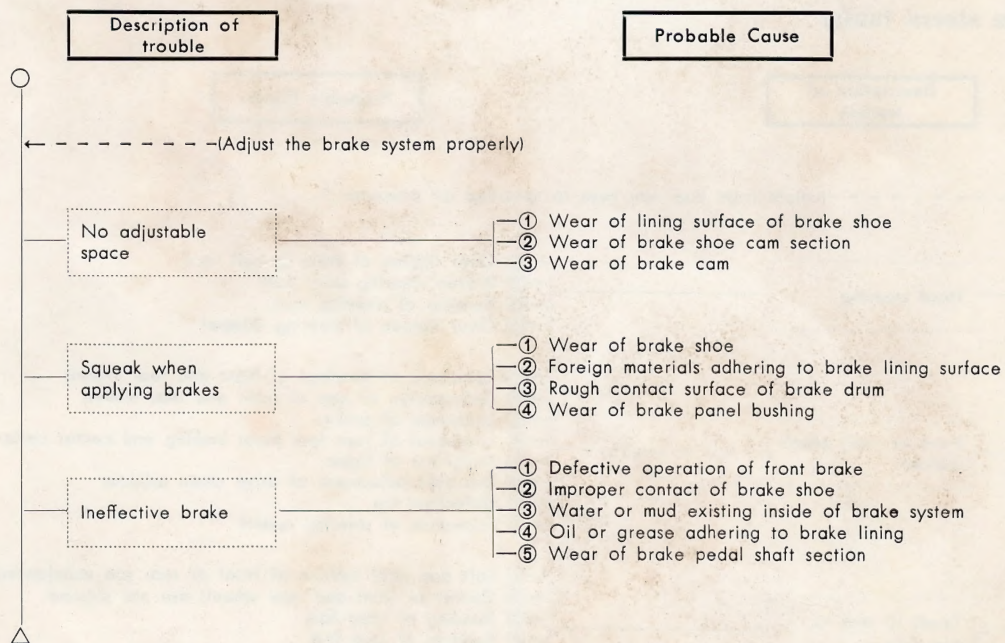 Description of
trouble
Probable Cause
(Adjust the brake system properly)
No adjustable
space
① Wear of lining surface of brake shoe
② Wear of brake shoe cam section
③ Wear of brake cam
Squeak when
applying brakes
① Wear of brake shoe
② Foreign materials adhering to brake lining surface
③ Rough contact surface of brake drum
④ Wear of brake panel bushing
Ineffective brake
① Defective operation of front brake
② Improper contact of brake shoe
③ Water or mud existing inside of brake system
④ Oil or grease adhering to brake lining
⑤ Wear of brake pedal shaft section